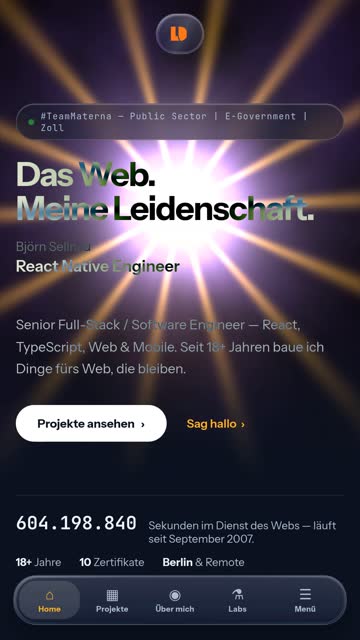 #TeamMaterna — Public Sector | E-Government |
Zoll
Das Web.
Meine Leidenschaft.
Björn Sellnau
React Native Engineer
Senior Full-Stack / Software Engineer — React,
TypeScript, Web & Mobile. Seit 18+ Jahren baue ich
Dinge fürs Web, die bleiben.
Projekte ansehen ›
Sag hallo ›
604.198.840
Sekunden im Dienst des Webs — läuft
seit September 2007.
18+ Jahre 10 Zertifikate Berlin & Remote
Home Projekte Über mich Labs Menü